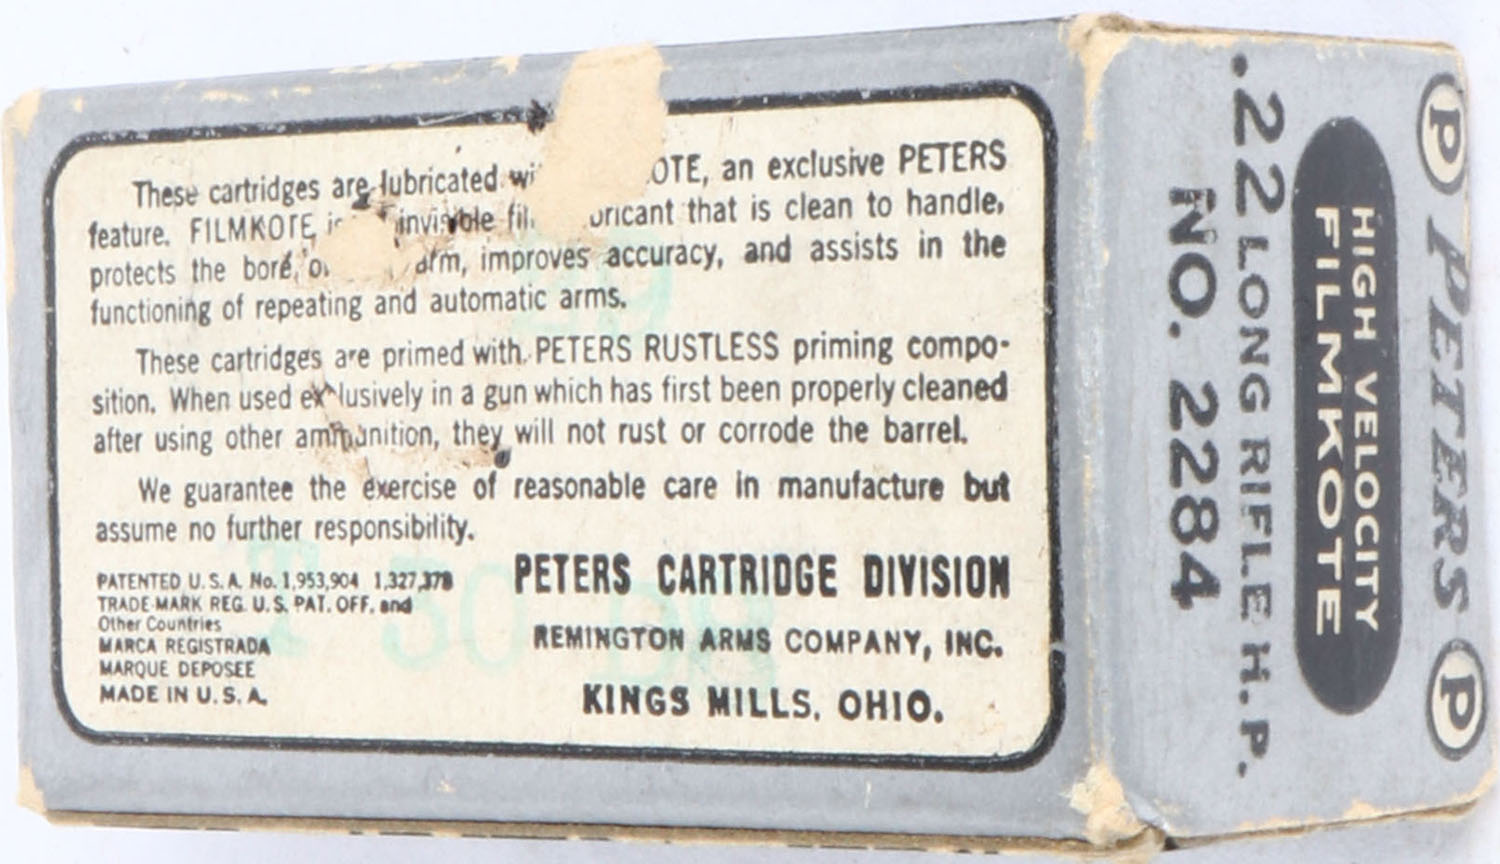 These cartridges are lubricated an exclusive PETERS
feature. FILMKOTE invisible that is clean to handle,
protects the bore, improves accuracy, and assists in the
functioning of repeating and automatic arms.
These cartridges are primed with PETERS RUSTLESS priming compo-
sition. When used exclusively in a gun which has first been properly cleaned
after using other ammunition, they will not rust or corrode the barrel.
We guarantee the exercise of reasonable care in manufacture but
assume no further responsibility.
PATENTED U.S.A. No. 1,953,904 1,327,378
TRADE-MARK REG. U.S. PAT. OFF. and
Other Countries
MARCA REGISTRADA
MARQUE DEPOSEE
MADE IN U.S.A.
PETERS CARTRIDGE DIVISION
REMINGTON ARMS COMPANY, INC.
KINGS MILLS, OHIO.
P PETERS P
HIGH VELOCITY
FILMKOTE
.22 LONG RIFLE H.P.
NO. 2284